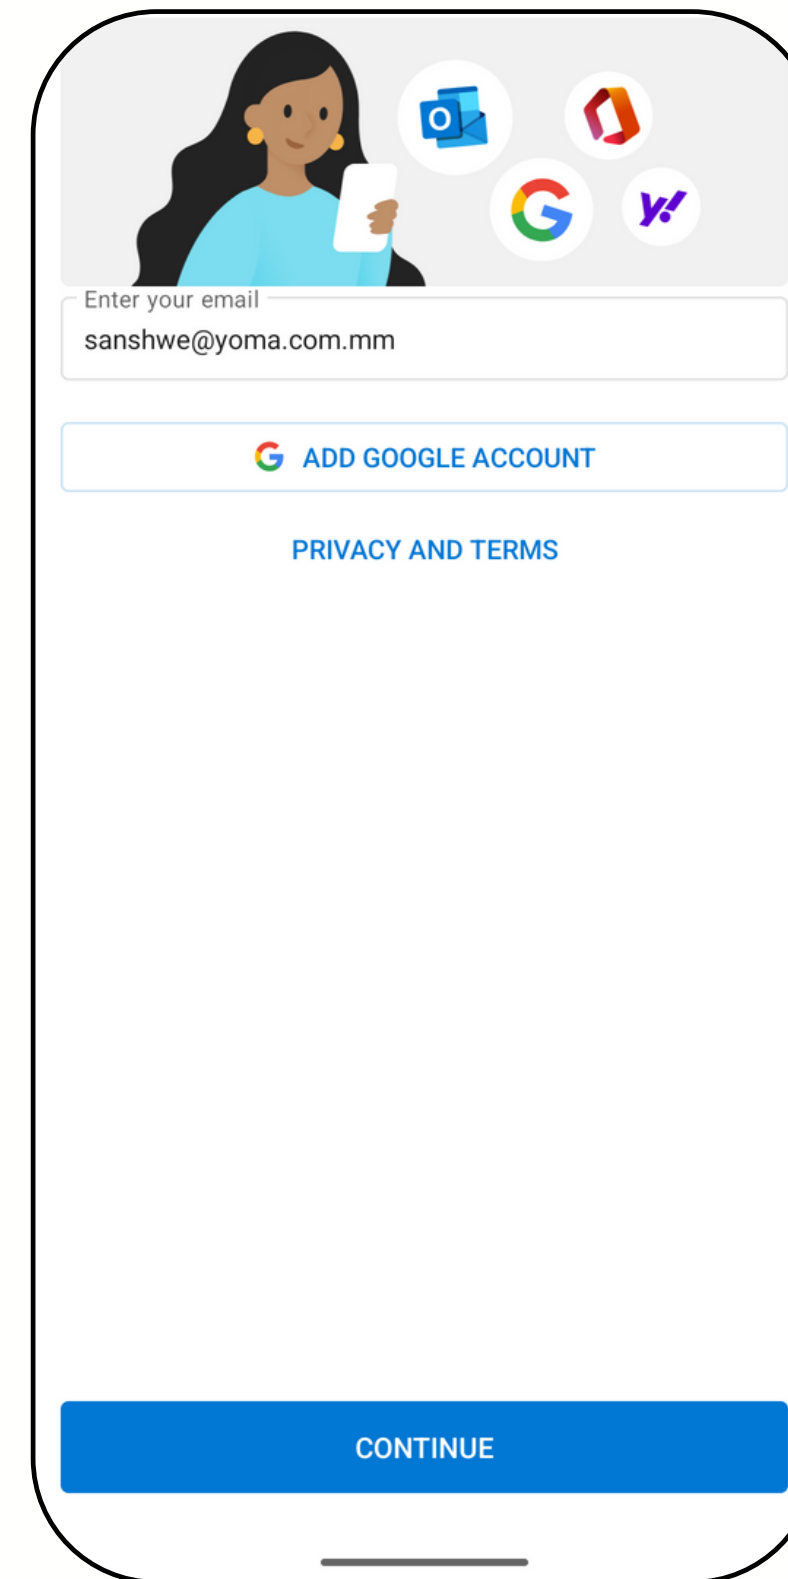 Enter your email
sanshwe@yoma.com.mm
ADD GOOGLE ACCOUNT
PRIVACY AND TERMS
CONTINUE